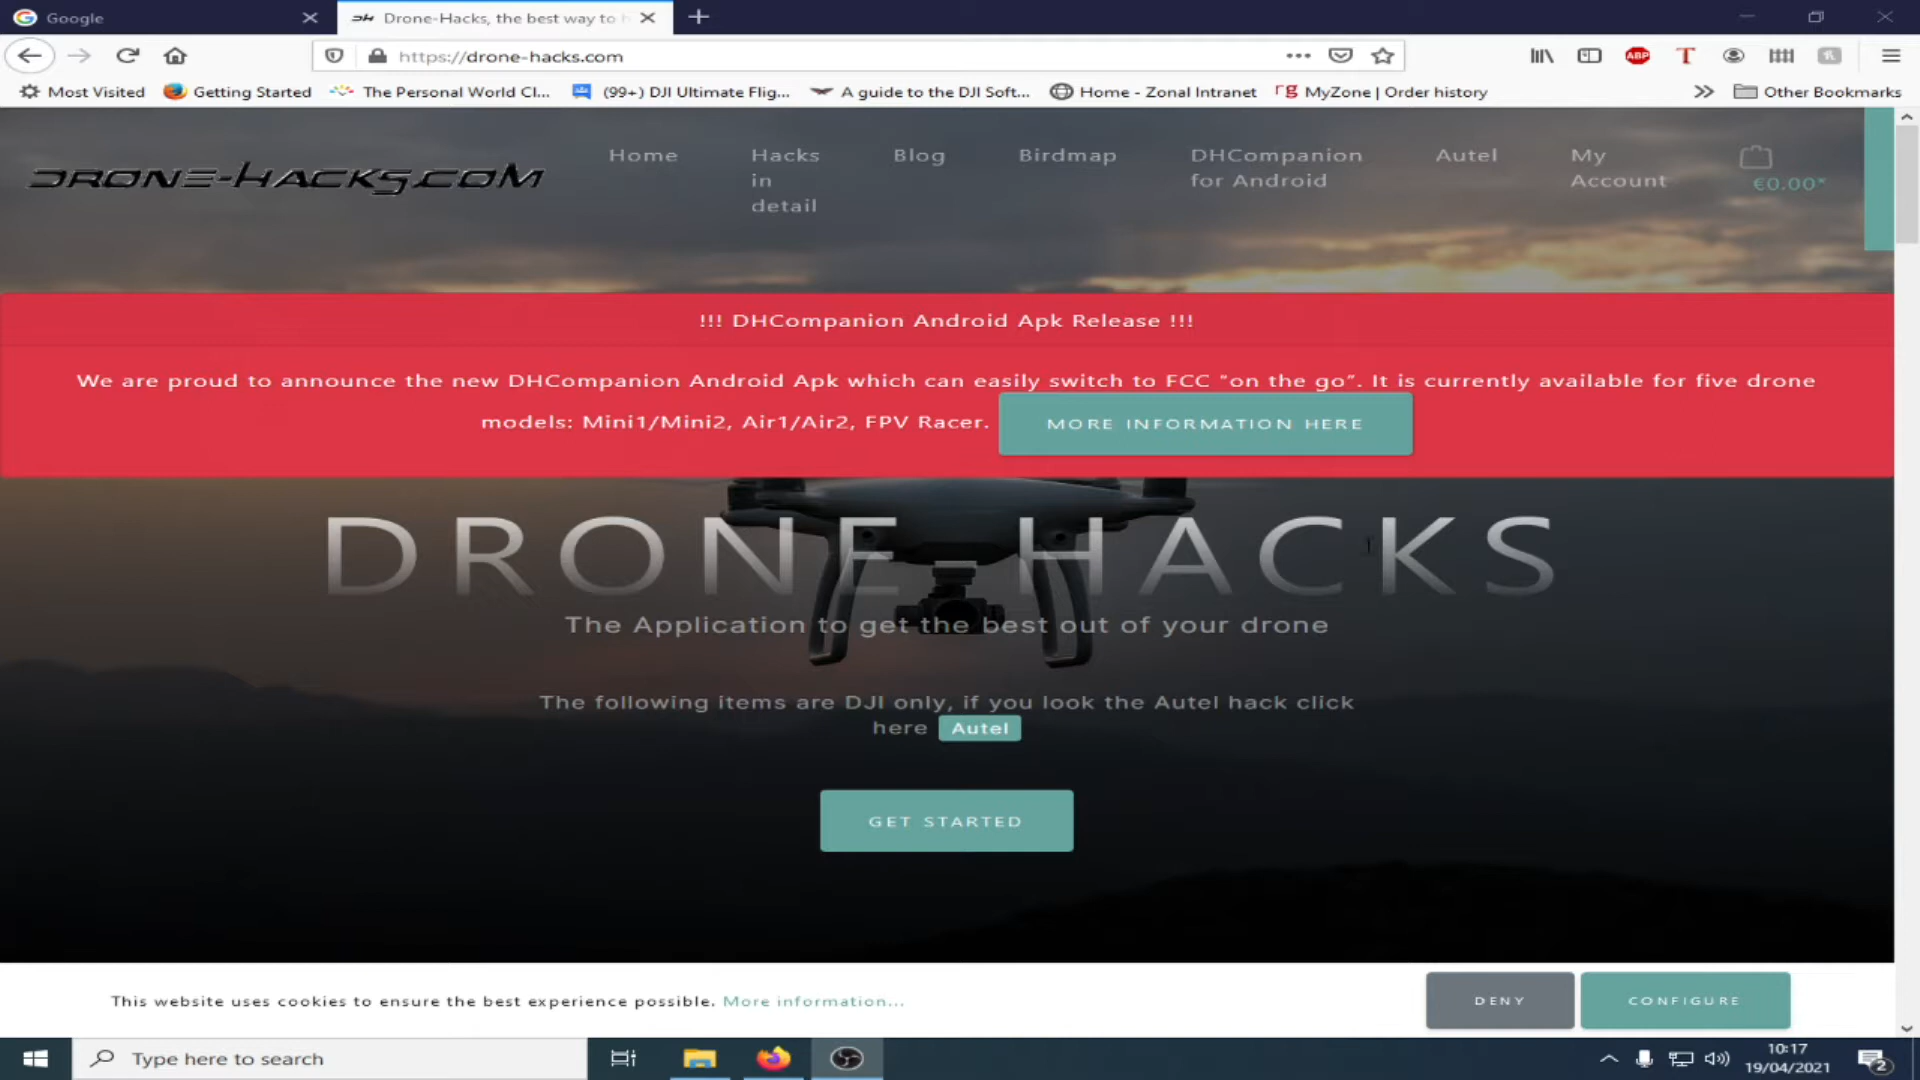 Google
Drone-Hacks, the best way to h
https://drone-hacks.com
ABP
T
Most Visited
Getting Started
The Personal World Cl...
(99+) DJI Ultimate Flig...
A guide to the DJI Soft...
Home - Zonal Intranet
rg MyZone | Order history
Other Bookmarks
DRONE-HACKS.COM
Home
Hacks
in
detail
Blog
Birdmap
DHCompanion
for Android
Autel
My
Account
€0.00*
!!! DHCompanion Android Apk Release !!!
We are proud to announce the new DHCompanion Android Apk which can easily switch to FCC “on the go”. It is currently available for five drone
models: Mini1/Mini2, Air1/Air2, FPV Racer.
MORE INFORMATION HERE
DRONE-HACKS
The Application to get the best out of your drone
The following items are DJI only, if you look the Autel hack click
here Autel
GET STARTED
This website uses cookies to ensure the best experience possible. More information...
DENY
CONFIGURE
Type here to search
10:17
19/04/2021
2